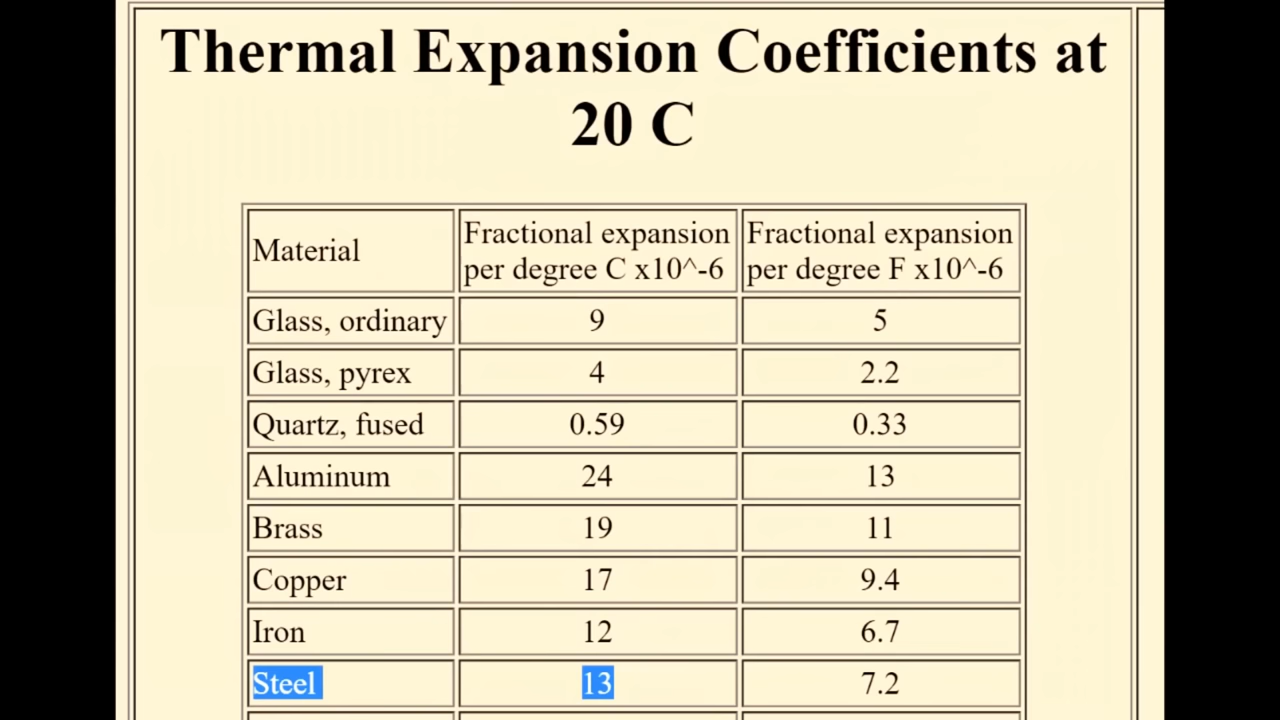 Thermal Expansion Coefficients at
20 C
Material
Fractional expansion
per degree C x10^-6
Fractional expansion
per degree F x10^-6
Glass, ordinary 9 5
Glass, pyrex 4 2.2
Quartz, fused 0.59 0.33
Aluminum 24 13
Brass 19 11
Copper 17 9.4
Iron 12 6.7
Steel 13 7.2